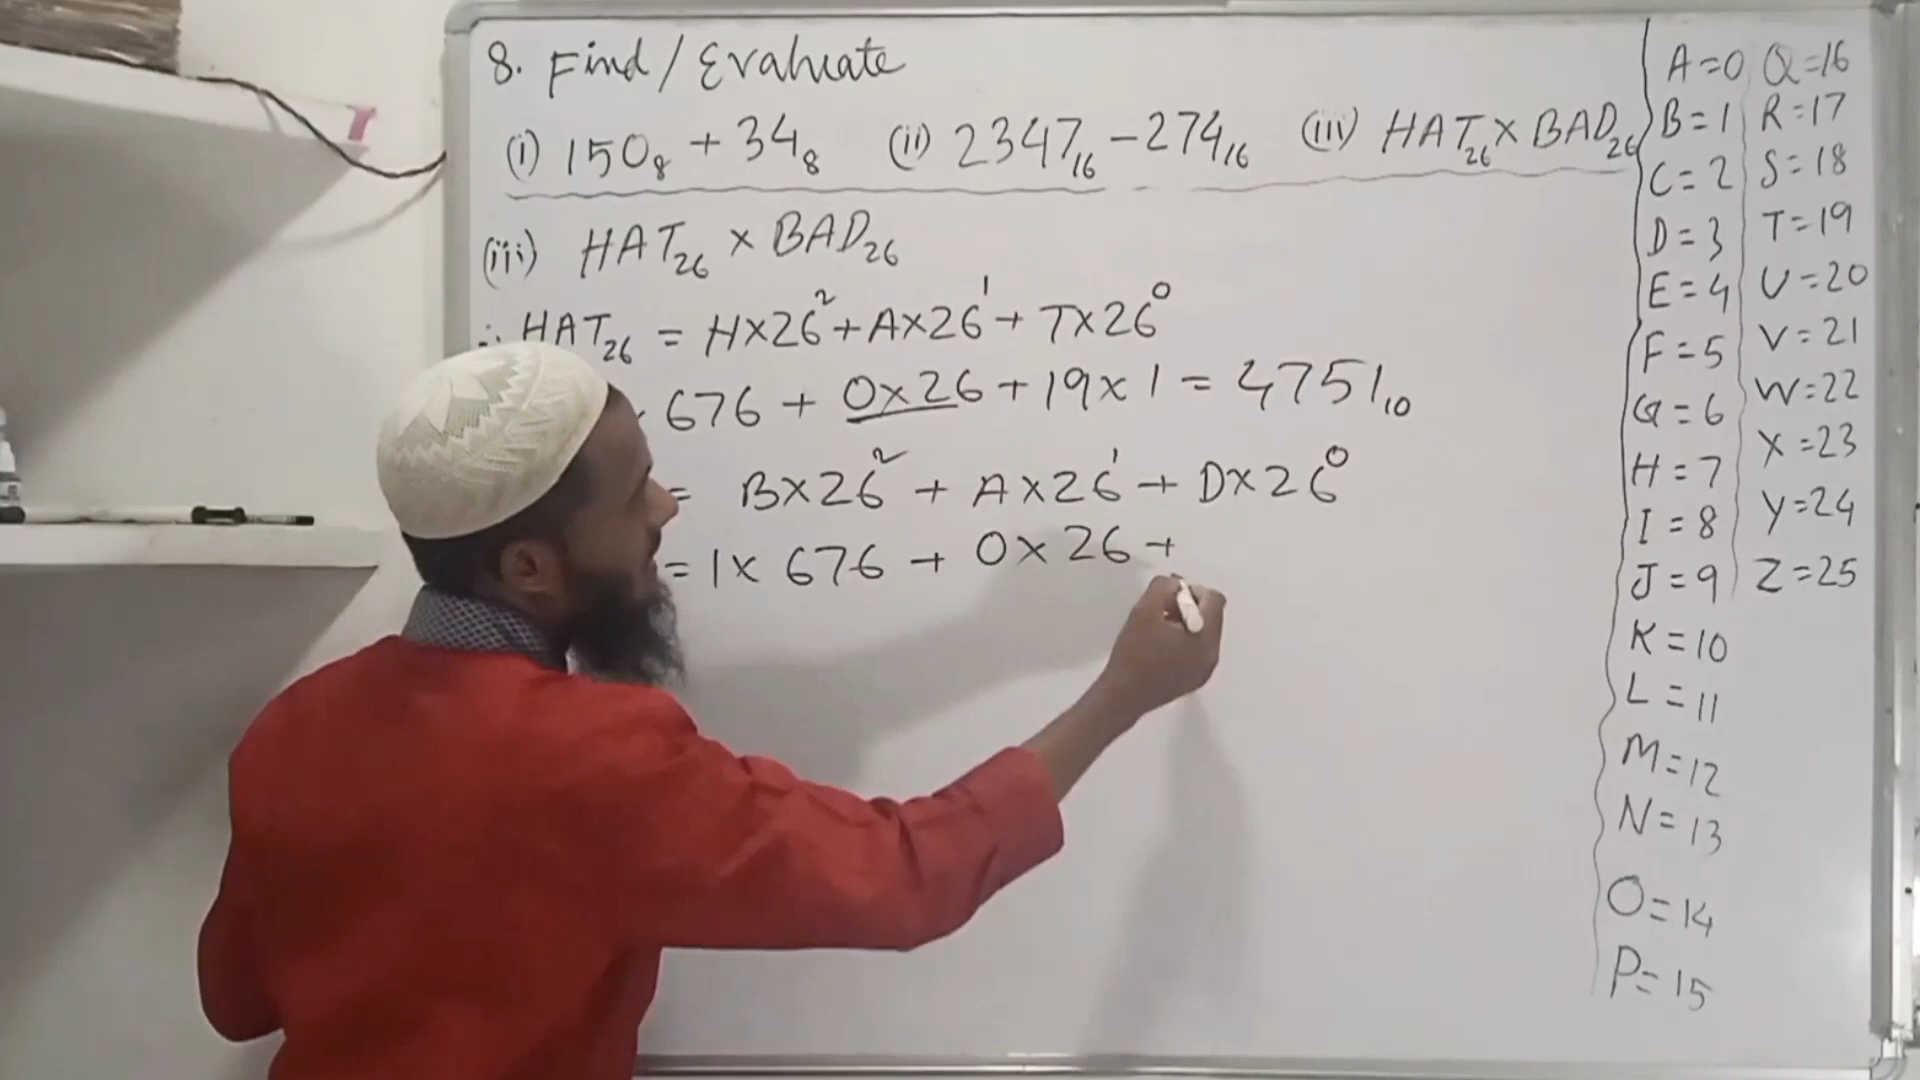 8. Find/Evaluate
(i) 150₈ + 34₈ (ii) 2347₁₆ - 274₁₆ (iii) HAT₂₆ × BAD₂₆
(iii) HAT₂₆ × BAD₂₆
∴ HAT₂₆ = H×26² + A×26¹ + T×26⁰
676 + 0×26 + 19×1 = 4751₁₀
= B×26² + A×26¹ + D×26⁰
= 1× 676 + 0× 26 +
A=0
B=1
C=2
D=3
E=4
F=5
G=6
H=7
I=8
J=9
K=10
L=11
M=12
N=13
O=14
P=15
Q=16
R=17
S=18
T=19
U=20
V=21
W=22
X=23
Y=24
Z=25